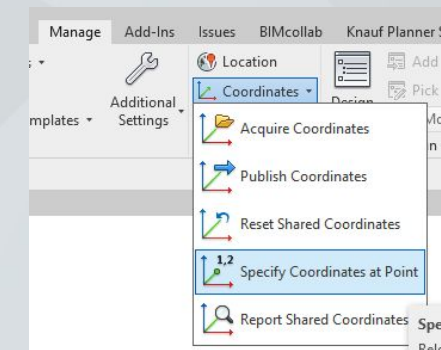 Manage Add-Ins Issues BIMcollab Knauf Planner
Location
Add
Coordinates
Pick
Additional
Settings
Design
mplates
Acquire Coordinates
Publish Coordinates
Reset Shared Coordinates
1,2
Specify Coordinates at Point
Report Shared Coordinates
Spe